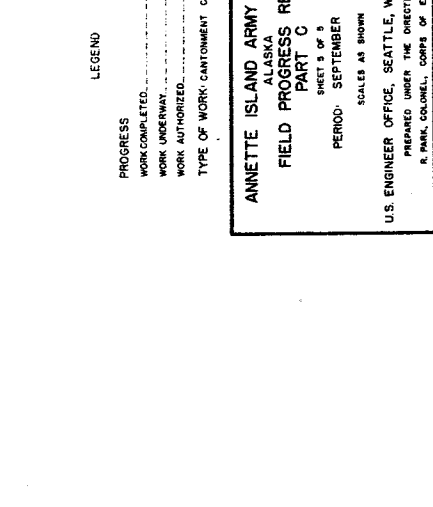 LEGEND
PROGRESS
WORK COMPLETED
WORK UNDERWAY
WORK AUTHORIZED
TYPE OF WORK: CANTONMENT C
ANNETTE ISLAND ARMY
ALASKA
FIELD PROGRESS RE
PART C
SHEET 5 OF 5
PERIOD: SEPTEMBER
SCALES AS SHOWN
U.S. ENGINEER OFFICE, SEATTLE, W
PREPARED UNDER THE DIRECT
R. PARK, COLONEL, CORPS OF E